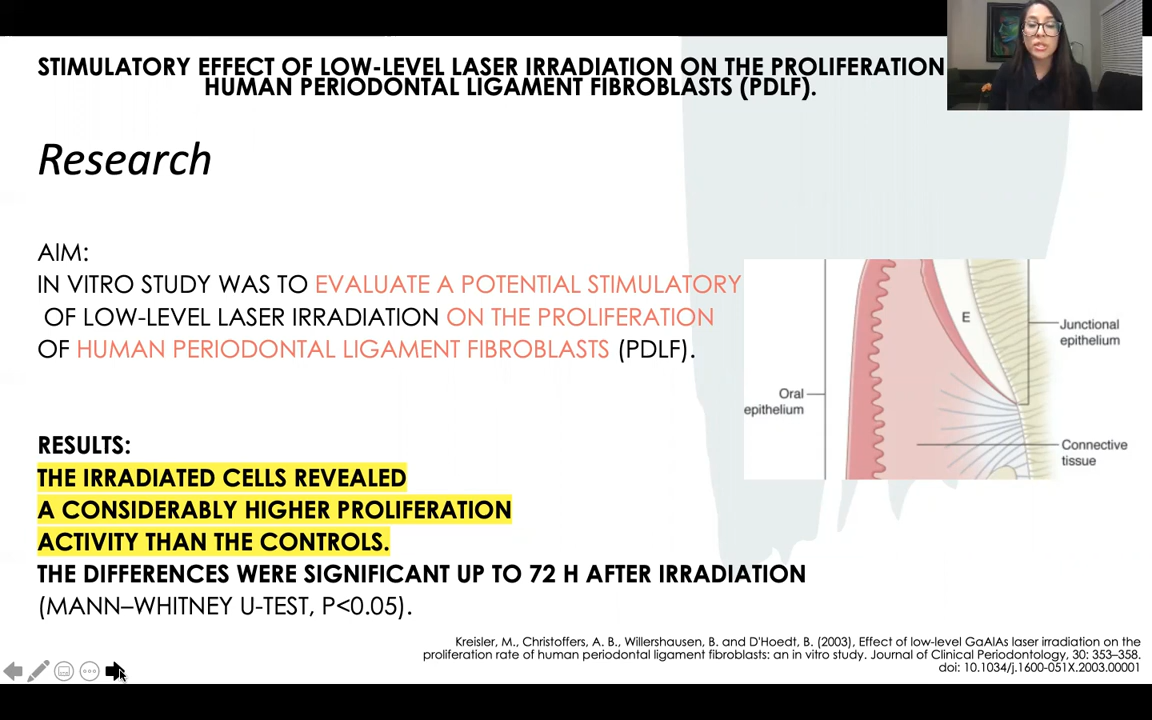 STIMULATORY EFFECT OF LOW-LEVEL LASER IRRADIATION ON THE PROLIFERATION
HUMAN PERIODONTAL LIGAMENT FIBROBLASTS (PDLF).
Research
AIM:
IN VITRO STUDY WAS TO EVALUATE A POTENTIAL STIMULATORY
OF LOW-LEVEL LASER IRRADIATION ON THE PROLIFERATION
OF HUMAN PERIODONTAL LIGAMENT FIBROBLASTS (PDLF).
E
Junctional
epithelium
Oral
epithelium
Connective
tissue
RESULTS:
THE IRRADIATED CELLS REVEALED
A CONSIDERABLY HIGHER PROLIFERATION
ACTIVITY THAN THE CONTROLS.
THE DIFFERENCES WERE SIGNIFICANT UP TO 72 H AFTER IRRADIATION
(MANN–WHITNEY U-TEST, P<0.05).
Kreisler, M., Christoffers, A. B., Willershausen, B. and D'Hoedt, B. (2003), Effect of low-level GaAlAs laser irradiation on the
proliferation rate of human periodontal ligament fibroblasts: an in vitro study. Journal of Clinical Periodontology, 30: 353–358.
doi: 10.1034/j.1600-051X.2003.00001